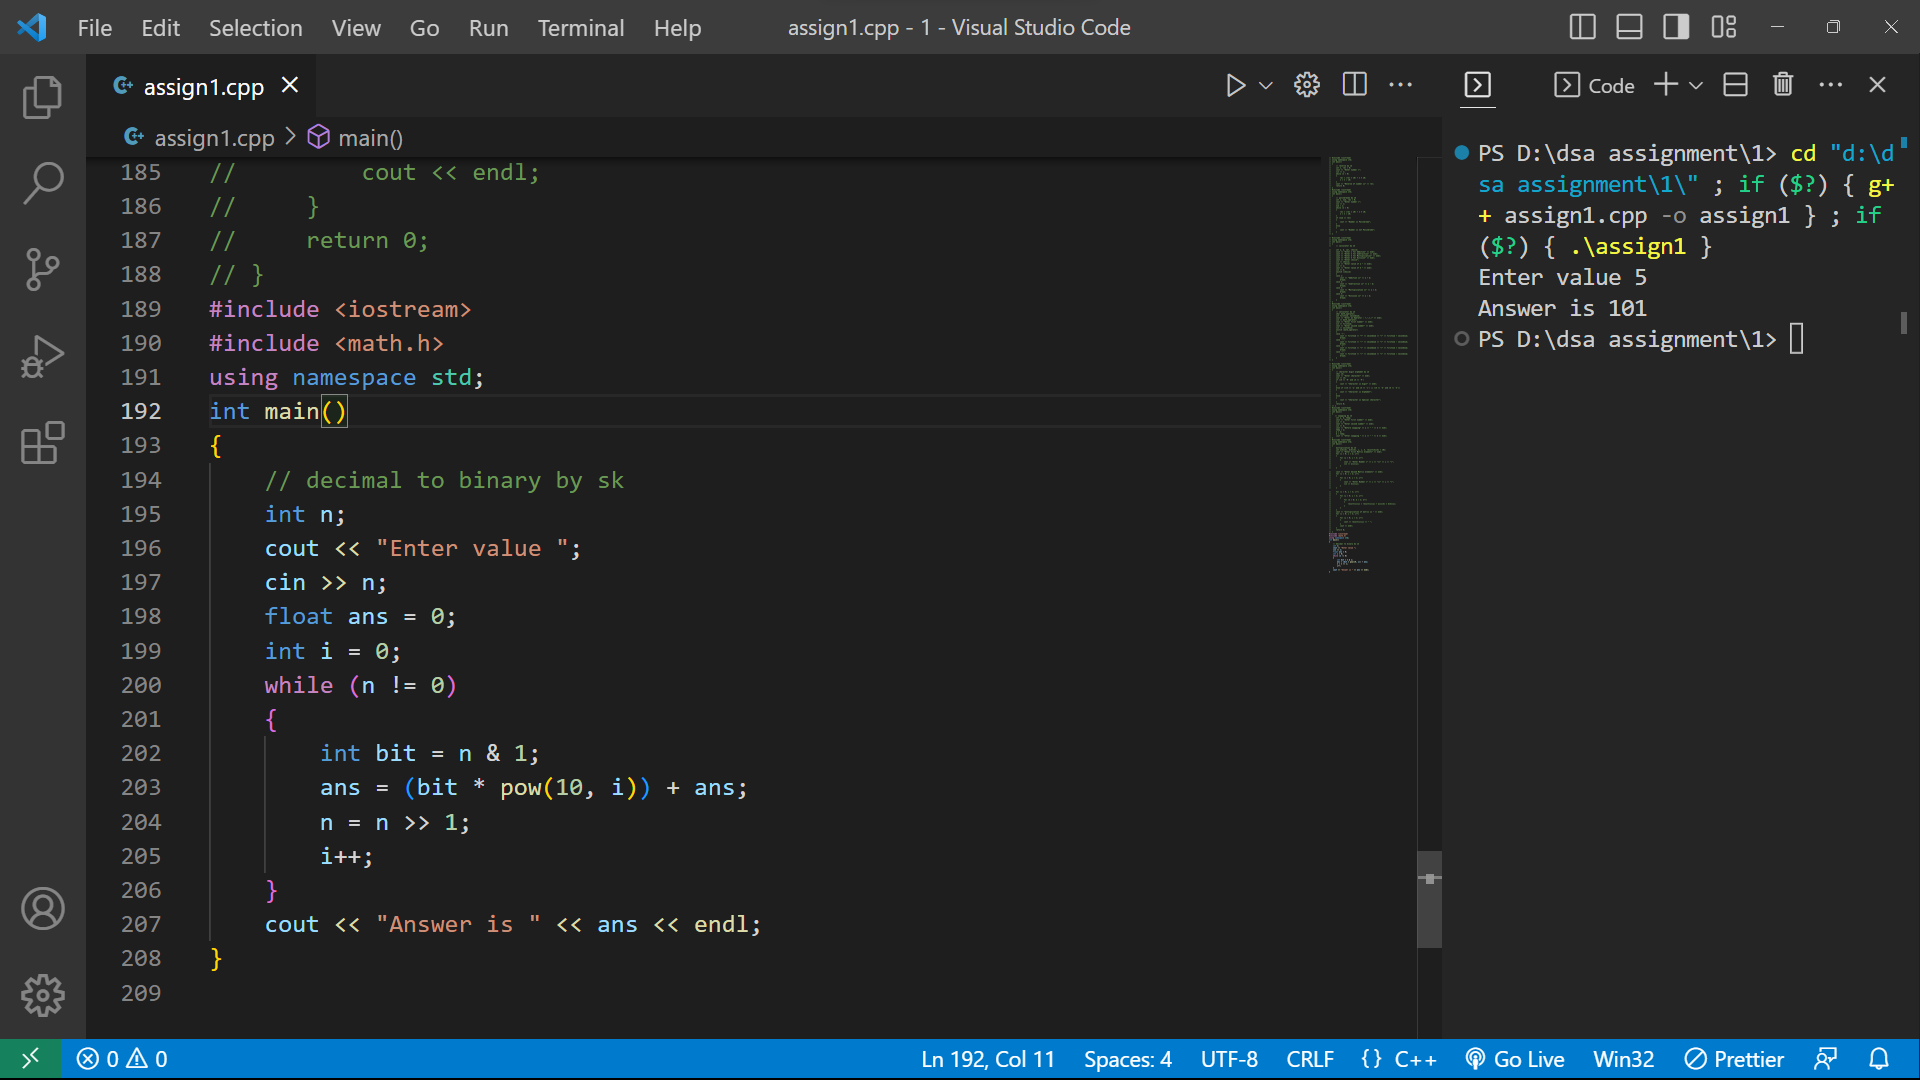 File Edit Selection View Go Run Terminal Help
assign1.cpp - 1 - Visual Studio Code
assign1.cpp
assign1.cpp > main()
185 //         cout << endl;
186 //     }
187 //     return 0;
188 // }
189 #include <iostream>
190 #include <math.h>
191 using namespace std;
192 int main()
193 {
194     // decimal to binary by sk
195     int n;
196     cout << "Enter value ";
197     cin >> n;
198     float ans = 0;
199     int i = 0;
200     while (n != 0)
201     {
202         int bit = n & 1;
203         ans = (bit * pow(10, i)) + ans;
204         n = n >> 1;
205         i++;
206     }
207     cout << "Answer is " << ans << endl;
208 }
209
Code
PS D:\dsa assignment\1> cd "d:\d
sa assignment\1\" ; if ($?) { g+
+ assign1.cpp -o assign1 } ; if
($?) { .\assign1 }
Enter value 5
Answer is 101
PS D:\dsa assignment\1>
0 0 Ln 192, Col 11 Spaces: 4 UTF-8 CRLF {} C++ Go Live Win32 Prettier